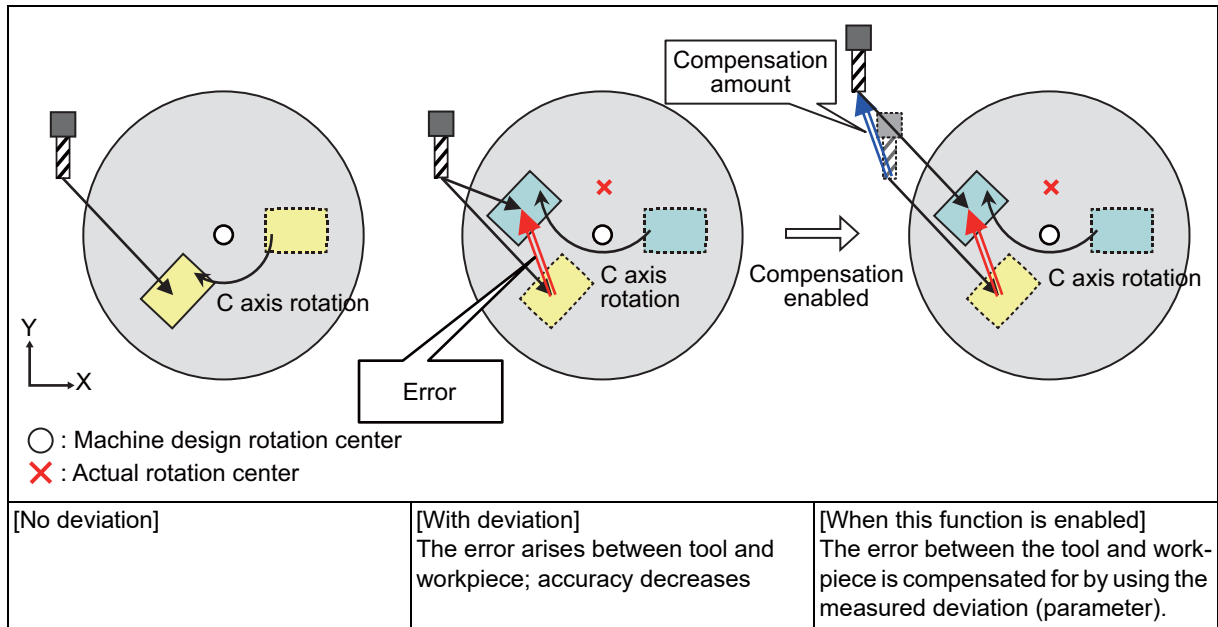 Compensation
amount
C axis rotation
C axis
rotation
Compensation
enabled
C axis rotation
Error
Y
X
: Machine design rotation center
: Actual rotation center
[No deviation]
[With deviation]
The error arises between tool and
workpiece; accuracy decreases
[When this function is enabled]
The error between the tool and work-
piece is compensated for by using the
measured deviation (parameter).